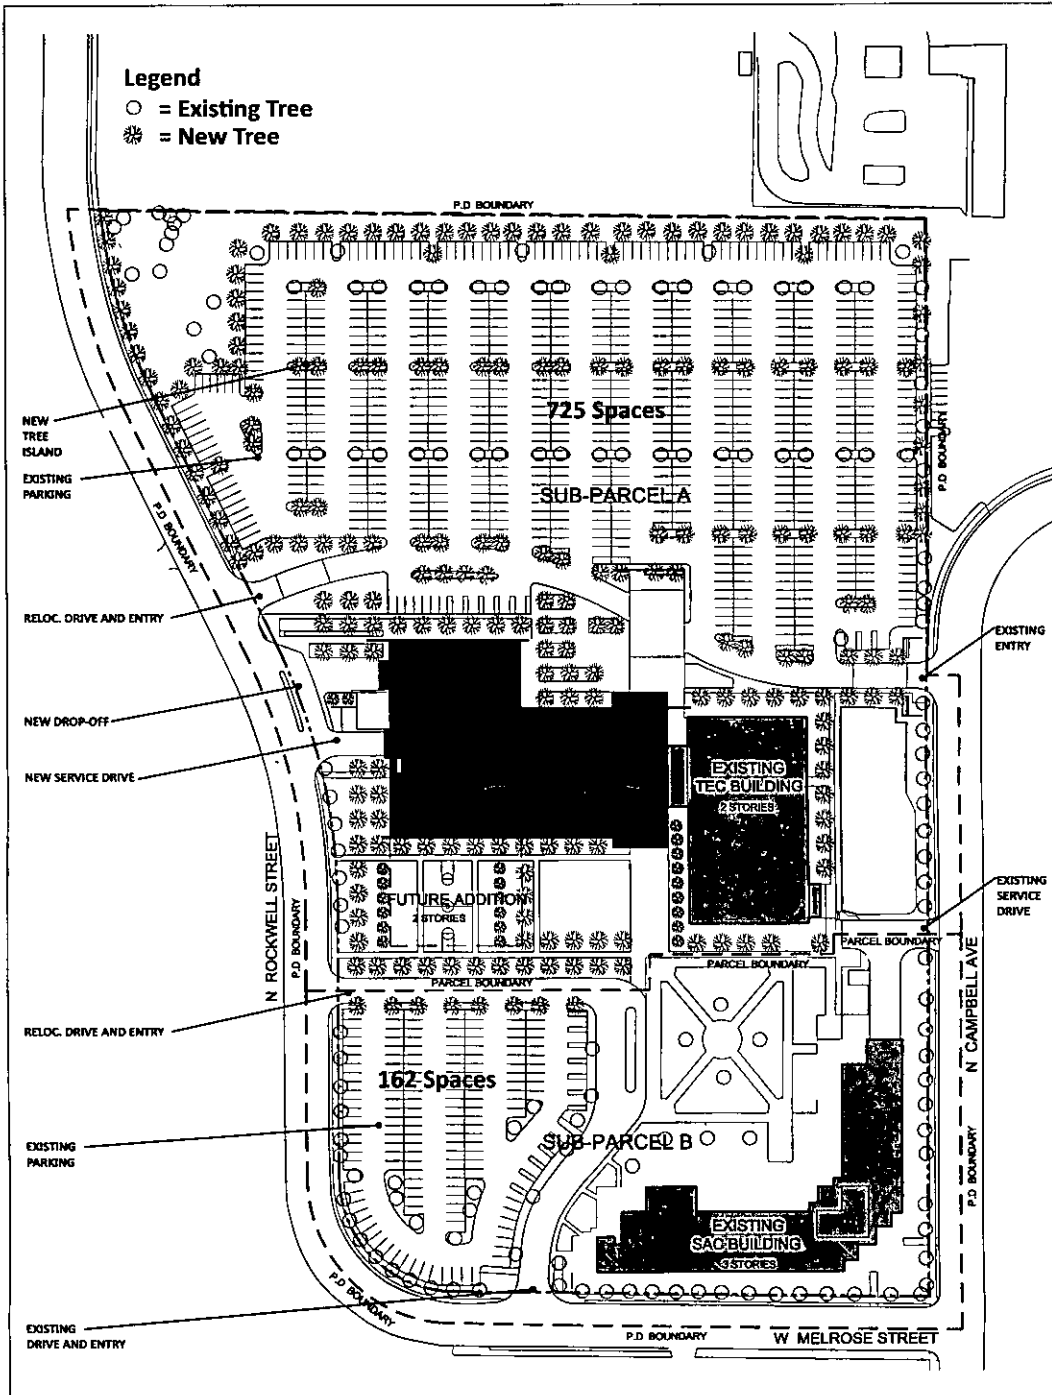 Legend
= Existing Tree
= New Tree
P.D BOUNDARY
NEW
TREE
ISLAND
725 Spaces
EXISTING
PARKING
SUB-PARCEL A
P.D BOUNDARY
P.D BOUNDARY
RELOC. DRIVE AND ENTRY
EXISTING
ENTRY
NEW DROP-OFF
NEW SERVICE DRIVE
EXISTING
TEC BUILDING
2 STORIES
N ROCKWELL STREET
P.D BOUNDARY
FUTURE ADDITION
2 STORIES
EXISTING
SERVICE
DRIVE
PARCEL BOUNDARY
PARCEL BOUNDARY
PARCEL BOUNDARY
N CAMPBELL AVE
RELOC. DRIVE AND ENTRY
162 Spaces
EXISTING
PARKING
SUB-PARCEL B
P.D BOUNDARY
EXISTING
SAC BUILDING
3 STORIES
P.D BOUNDARY
EXISTING
DRIVE AND ENTRY
P.D BOUNDARY
W MELROSE STREET